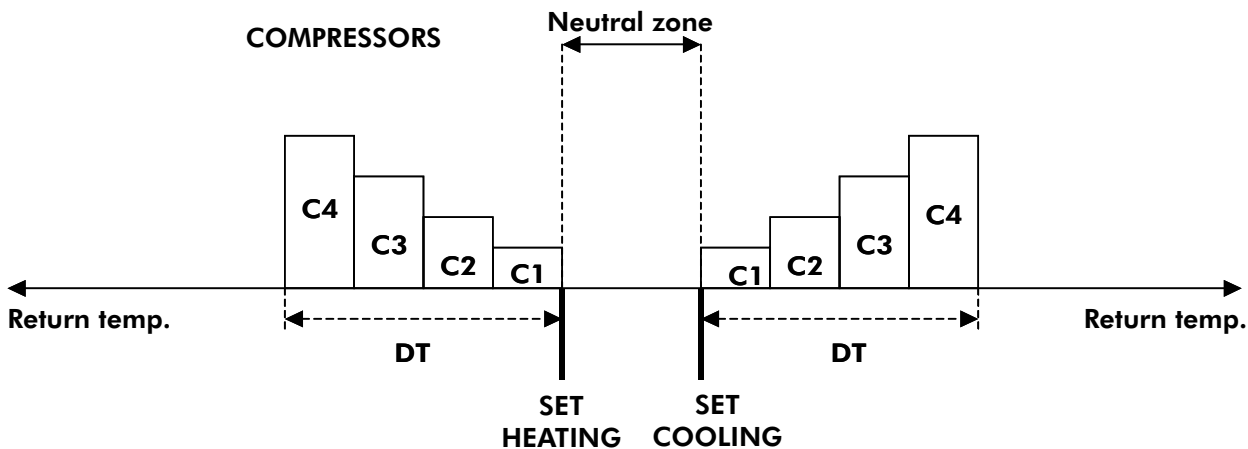 Neutral zone
COMPRESSORS
C4
C3
C2
C1
C1
C2
C3
C4
Return temp.
Return temp.
DT
DT
SET
HEATING
SET
COOLING